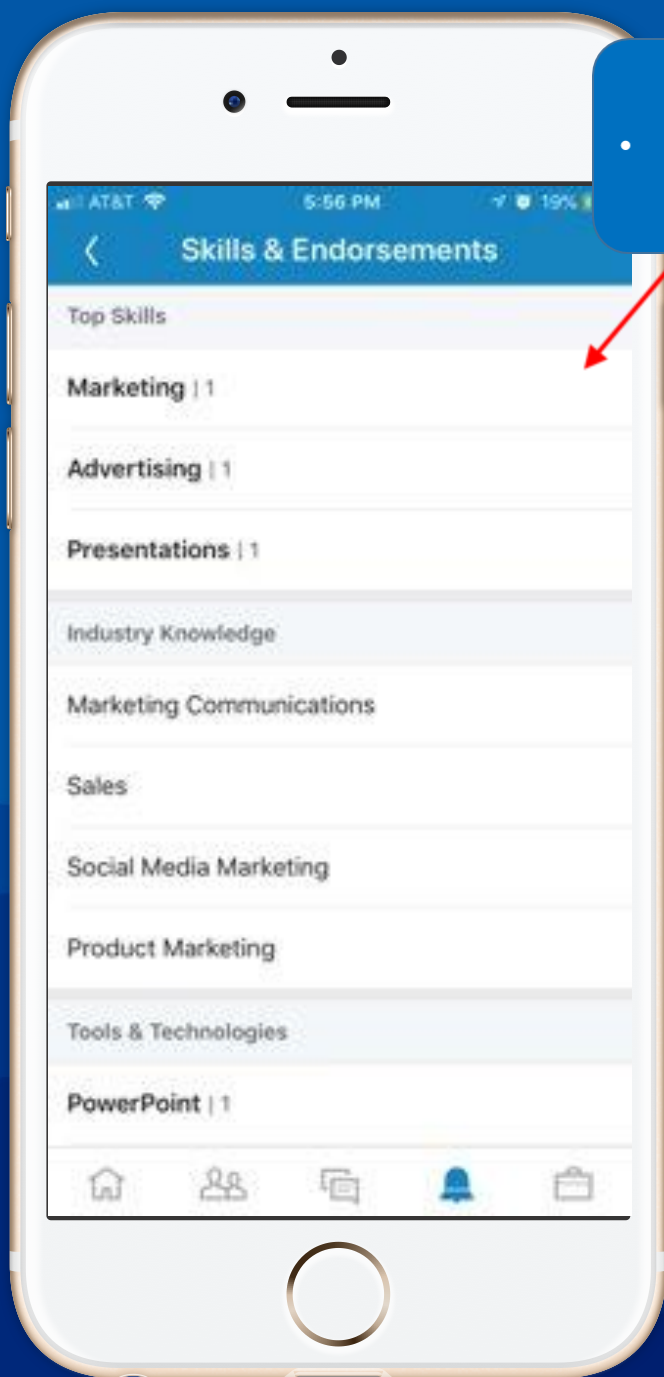 AT&T 5:56 PM 19%
Skills & Endorsements
Top Skills
Marketing | 1
Advertising | 1
Presentations | 1
Industry Knowledge
Marketing Communications
Sales
Social Media Marketing
Product Marketing
Tools & Technologies
PowerPoint | 1